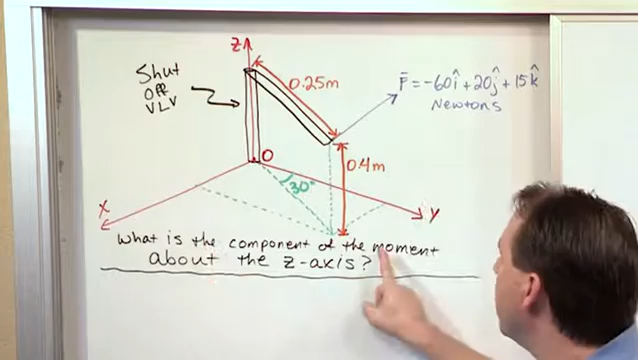 Z
Shut
Off
VLV
0.25m
F̄ = -60î + 20ĵ + 15k̂
Newtons
O
30°
0.4m
X
Y
What is the component of the moment
about the z-axis?